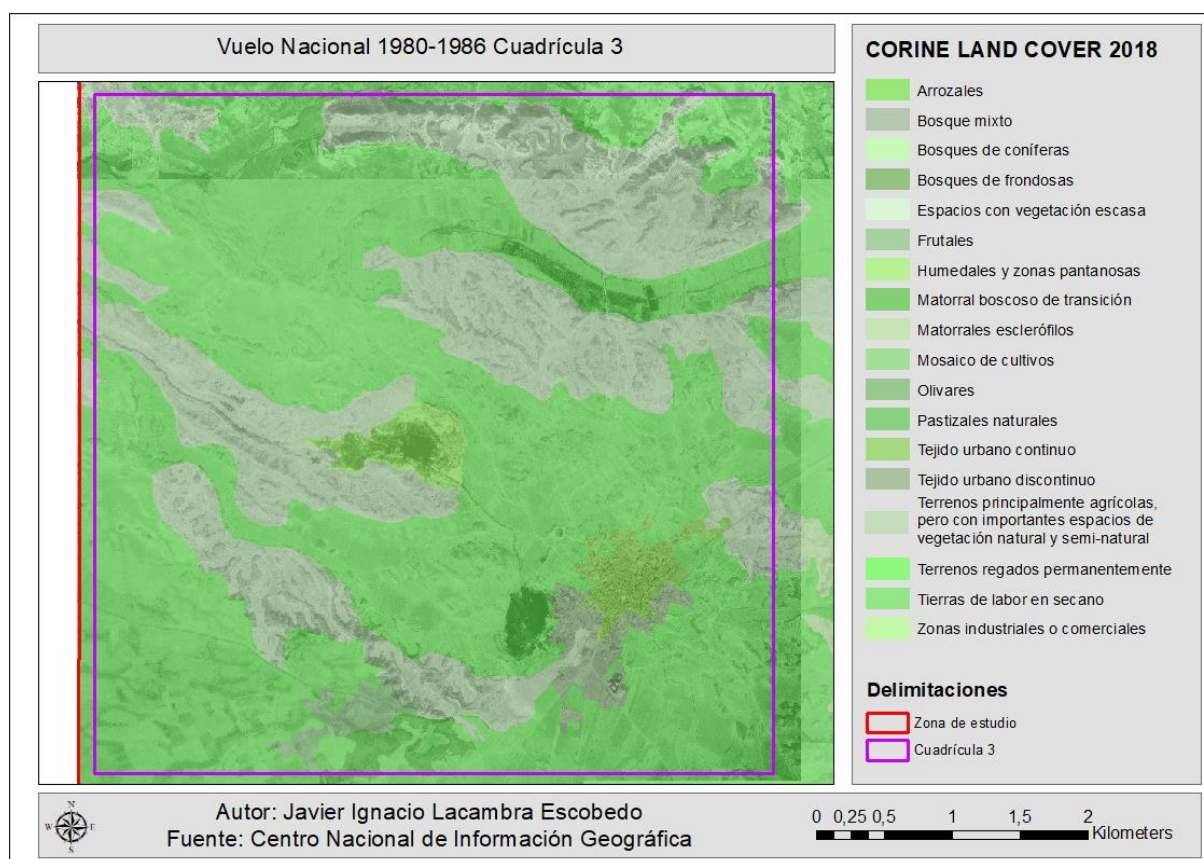 Vuelo Nacional 1980-1986 Cuadrícula 3
CORINE LAND COVER 2018
Arrozales
Bosque mixto
Bosques de coníferas
Bosques de frondosas
Espacios con vegetación escasa
Frutales
Humedales y zonas pantanosas
Matorral boscoso de transición
Matorrales esclerófilos
Mosaico de cultivos
Olivares
Pastizales naturales
Tejido urbano continuo
Tejido urbano discontinuo
Terrenos principalmente agrícolas,
pero con importantes espacios de
vegetación natural y semi-natural
Terrenos regados permanentemente
Tierras de labor en secano
Zonas industriales o comerciales
Delimitaciones
Zona de estudio
Cuadrícula 3
N
W E
S
Autor: Javier Ignacio Lacambra Escobedo
Fuente: Centro Nacional de Información Geográfica
0 0,25 0,5 1 1,5 2
Kilometers